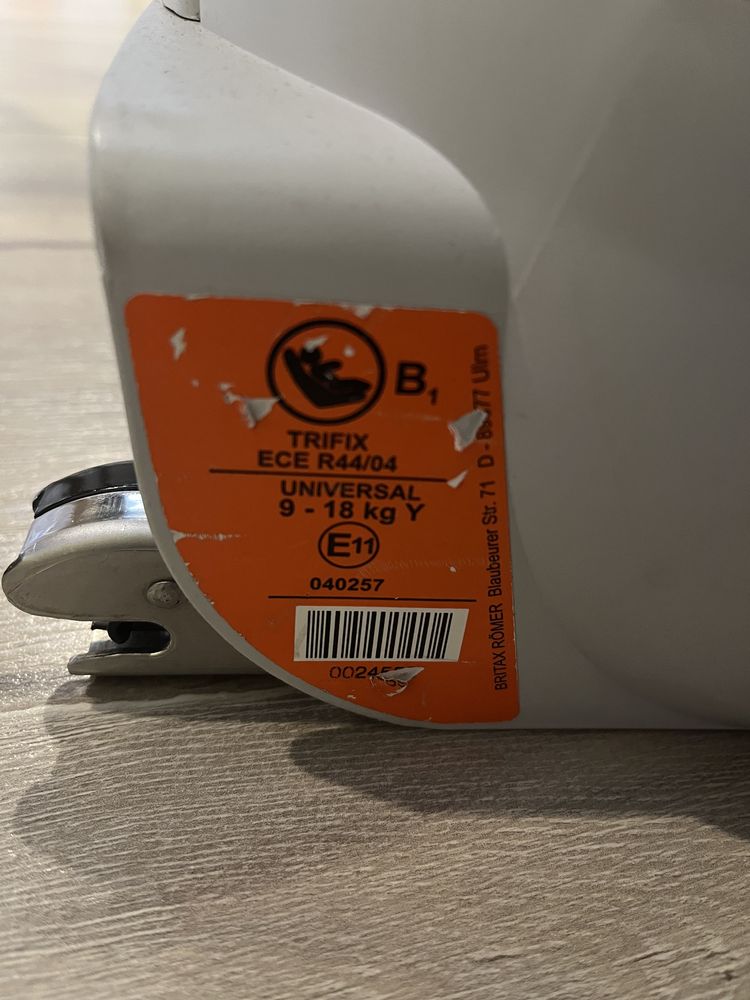 B1
TRIFIX
ECE R44/04
UNIVERSAL
9 - 18 kg Y
E11
040257
BRITAX RÖMER Blaubeurer Str. 71 D - Ulm